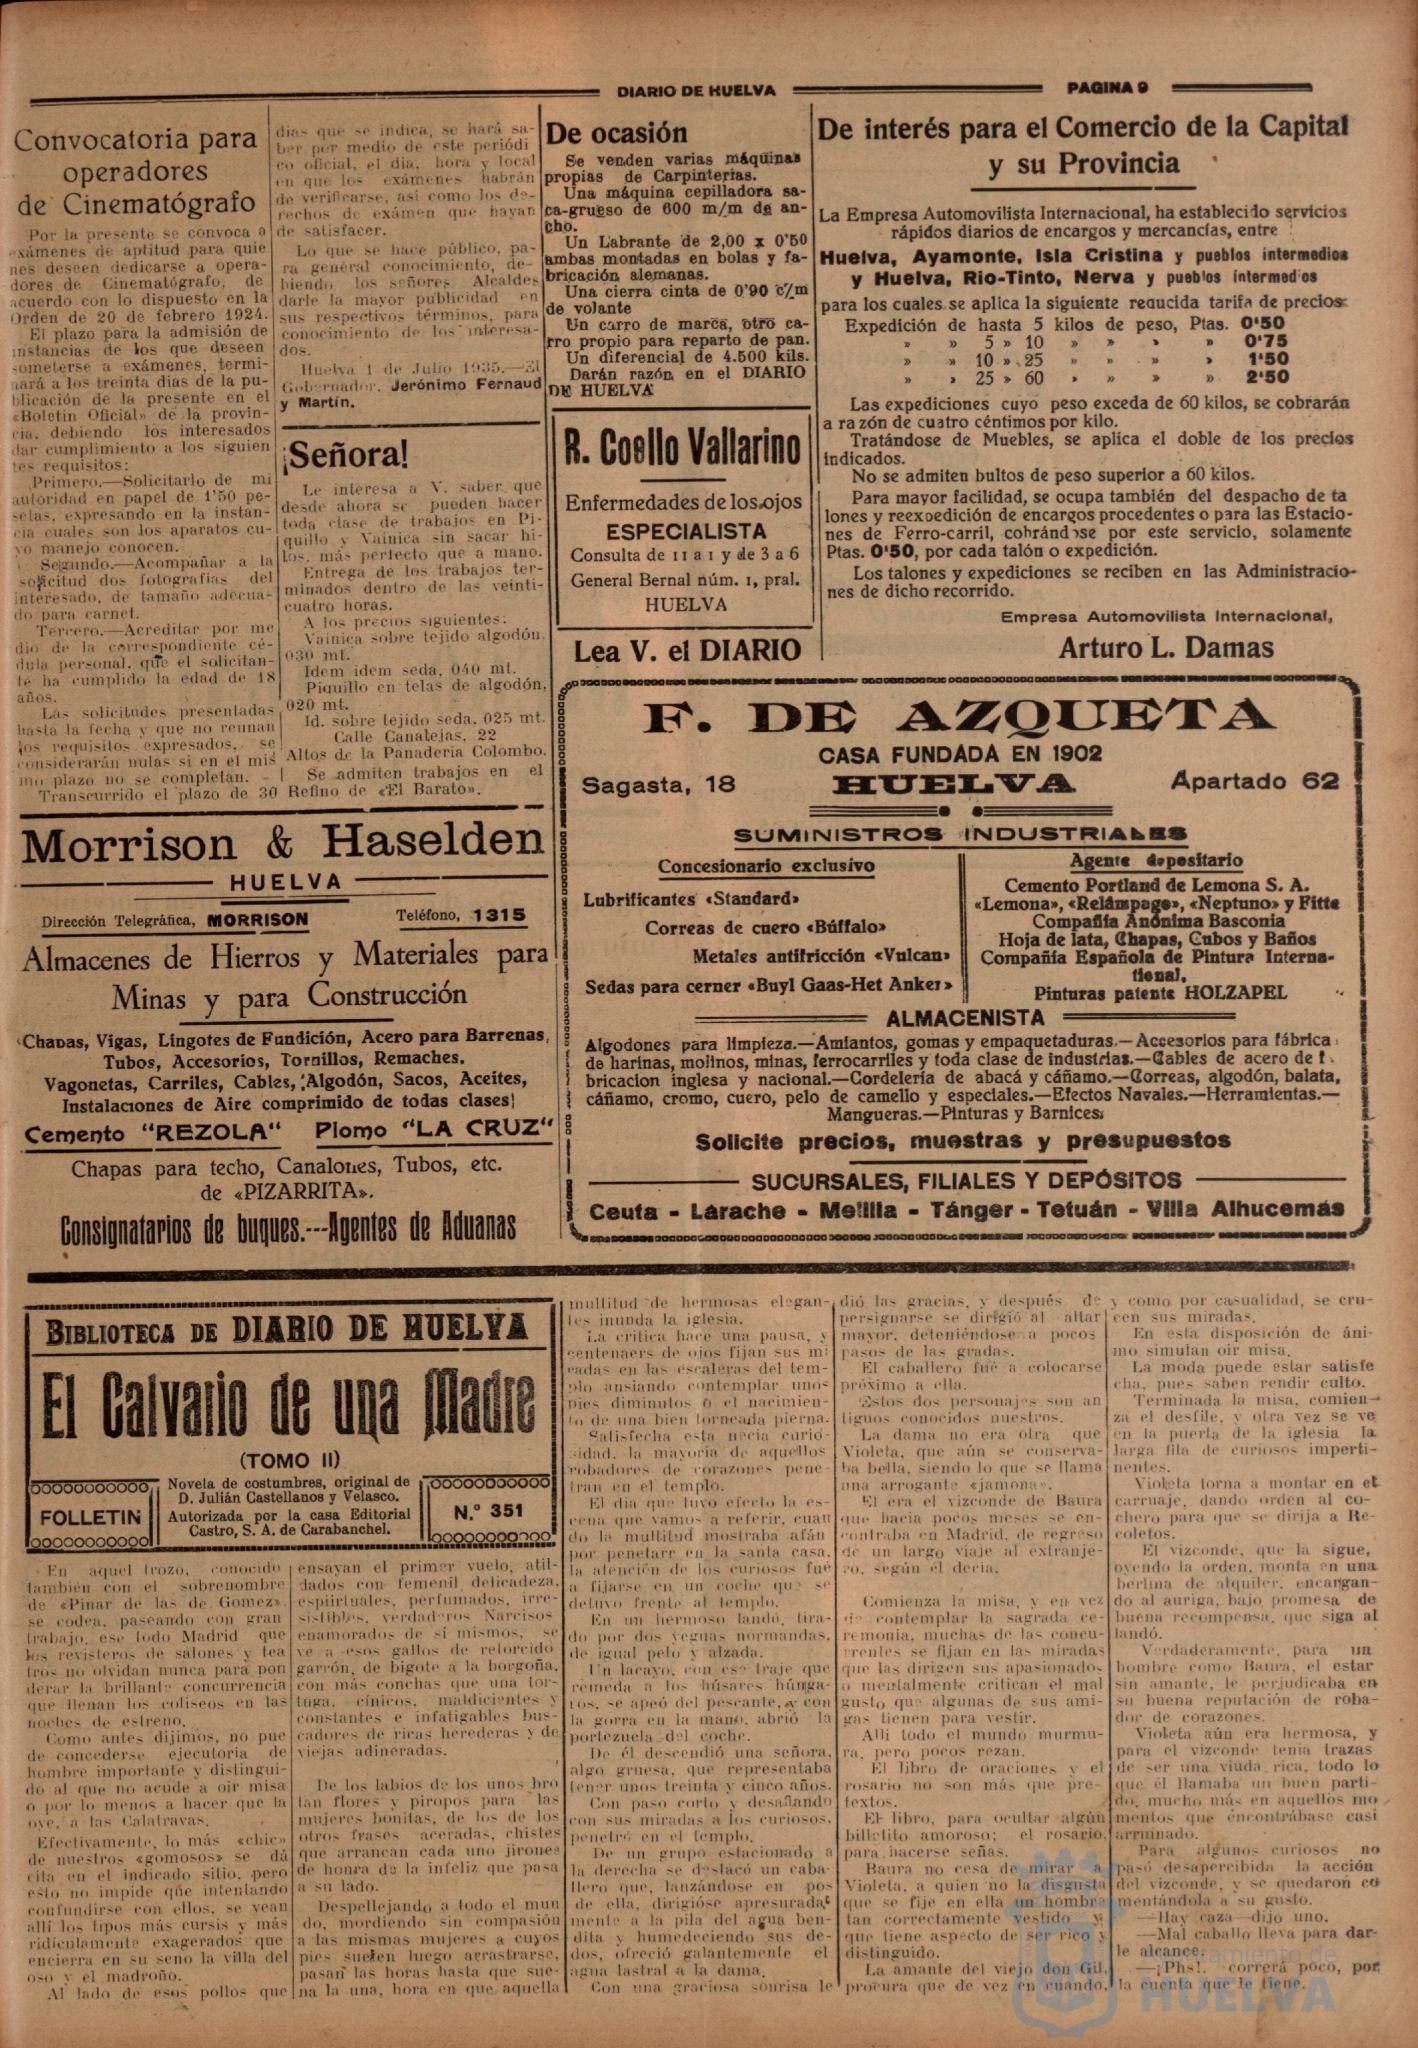 DIARIO DE HUELVA
PAGINA 9
Convocatoria para
operadores
de Cinematógrafo
Por la presente se convoca a
exámenes de aptitud para quie
nes deseen dedicarse a opera-
dores de Cinematógrafo, de
acuerdo con lo dispuesto en la
Orden de 20 de febrero 1924.
El plazo para la admisión de
instancias de los que deseen
someterse a exámenes, termi-
nará a los treinta dias de la pu-
blicación de la presente en el
«Boletin Oficial» de la provin-
cia, debiendo los interesados
dar cumplimiento a los siguien
tes requisitos:
Primero.—Solicitarlo de mi
autoridad en papel de 1'50 pe-
setas, expresando en la instan-
cia cuales son los aparatos cu-
yo manejo conocen.
Segundo.—Acompañar a la
solicitud dos fotografias del
interesado, de tamaño adecua-
do para carnet.
Tercero.—Acreditar por me
dio de la correspondiente cé-
dula personal, que el solicitan-
te ha cumplido la edad de 18
años.
Las solicitudes presentadas
hasta la fecha y que no reunan
los requisitos expresados, se
considerarán nulas si en el mis
mo plazo no se completan.
Transcurrido el plazo de 30
dias que se indica, se hará sa-
ber por medio de este periódi
co oficial, el dia, hora y local
en que los exámenes habrán
de verificarse, asi como los de-
rechos de exámen que hayan
de satisfacer.
Lo que se hace público, pa-
ra general conocimiento, de-
biendo los señores Alcaldes
darle la mayor publicidad en
sus respectivos términos, para
conocimiento de los interesa-
dos.
Huelva 1 de Julio 1935.—El
Gobernador, Jerónimo Fernaud
y Martín.
¡Señora!
Le interesa a V. saber que
desde ahora se pueden hacer
toda clase de trabajos en Pi-
quillo y Vainica sin sacar hi-
los, más perfecto que a mano.
Entrega de los trabajos ter-
minados dentro de las veinti-
cuatro horas.
A los precios siguientes:
Vainica sobre tejido algodón,
030 mt.
Idem idem seda, 040 mt.
Piquillo en telas de algodón,
020 mt.
Id. sobre tejido seda, 025 mt.
Calle Canatejas, 22
Altos de la Panaderia Colombo.
Se admiten trabajos en el
Refino de «El Barato».
De ocasión
Se venden varias máquinas
propias de Carpinterías.
Una máquina cepilladora sa-
ca-grueso de 600 m/m de an-
cho.
Un Labrante de 2,00 x 0'50
ambas montadas en bolas y fa-
bricación alemanas.
Una cierra cinta de 0'90 c/m
de volante
Un carro de marca, otro ca-
rro propio para reparto de pan.
Un diferencial de 4.500 kils.
Darán razón en el DIARIO
DE HUELVA
R. Coello Vallarino
Enfermedades de los ojos
ESPECIALISTA
Consulta de 11 a 1 y de 3 a 6
General Bernal núm. 1, pral.
HUELVA
Lea V. el DIARIO
De interés para el Comercio de la Capital
y su Provincia
La Empresa Automovilista Internacional, ha establecido servicios
rápidos diarios de encargos y mercancías, entre
Huelva, Ayamonte, Isla Cristina y pueblos intermedios
y Huelva, Rio-Tinto, Nerva y pueblos intermedios
para los cuales se aplica la siguiente reducida tarifa de precios:
Expedición de hasta 5 kilos de peso, Ptas. 0'50
» » 5 » 10 » » » 0'75
» » 10 » 25 » » » 1'50
» » 25 » 60 » » » 2'50
Las expediciones cuyo peso exceda de 60 kilos, se cobrarán
a razón de cuatro céntimos por kilo.
Tratándose de Muebles, se aplica el doble de los precios
indicados.
No se admiten bultos de peso superior a 60 kilos.
Para mayor facilidad, se ocupa también del despacho de ta
lones y reexpedición de encargos procedentes o para las Estacio-
nes de Ferro-carril, cobrándose por este servicio, solamente
Ptas. 0'50, por cada talón o expedición.
Los talones y expediciones se reciben en las Administracio-
nes de dicho recorrido.
Empresa Automovilista Internacional,
Arturo L. Damas
Morrison & Haselden
HUELVA
Dirección Telegráfica, MORRISON
Teléfono, 1315
Almacenes de Hierros y Materiales para
Minas y para Construcción
Chapas, Vigas, Lingotes de Fundición, Acero para Barrenas,
Tubos, Accesorios, Tornillos, Remaches.
Vagonetas, Carriles, Cables, Algodón, Sacos, Aceites,
Instalaciones de Aire comprimido de todas clases
Cemento "REZOLA" Plomo "LA CRUZ"
Chapas para techo, Canalones, Tubos, etc.
de «PIZARRITA».
Consignatarios de buques.---Agentes de Aduanas
F. DE AZQUETA
CASA FUNDADA EN 1902
Sagasta, 18 HUELVA Apartado 62
SUMINISTROS INDUSTRIALES
Concesionario exclusivo
Lubrificantes «Standard»
Correas de cuero «Búffalo»
Metales antifricción «Vulcan»
Sedas para cerner «Buyl Gaas-Het Anker»
Agente depositario
Cemento Portland de Lemona S. A.
«Lemona», «Relámpago», «Neptuno» y Fitte
Compañía Anónima Basconia
Hoja de lata, Chapas, Cubos y Baños
Compañía Española de Pintura Interna-
tional.
Pinturas patente HOLZAPEL
ALMACENISTA
Algodones para limpieza.—Amiantos, gomas y empaquetaduras.—Accesorios para fábrica
de harinas, molinos, minas, ferrocarriles y toda clase de industrias.—Cables de acero de f
bricacion inglesa y nacional.—Cordelería de abacá y cáñamo.—Correas, algodón, balata,
cáñamo, cromo, cuero, pelo de camello y especiales.—Efectos Navales.—Herramientas.—
Mangueras.—Pinturas y Barnices.
Solicite precios, muestras y presupuestos
SUCURSALES, FILIALES Y DEPÓSITOS
Ceuta - Larache - Melilla - Tánger - Tetuán - Villa Alhucemas
BIBLIOTECA DE DIARIO DE HUELVA
El Calvario de una Madre
(TOMO II)
FOLLETIN
Novela de costumbres, original de
D. Julián Castellanos y Velasco.
Autorizada por la casa Editorial
Castro, S. A. de Carabanchel.
N.º 351
En aquel trozo, conocido
también con el sobrenombre
de «Pinar de las de Gomez»,
se codea, paseando con gran
trabajo, ese todo Madrid que
los revisteros de salones y tea
tros no olvidan nunca para pon
derar la brillante concurrencia
que llenan los coliseos en las
noches de estreno.
Como antes dijimos, no pue
de concederse ejecutoria de
hombre importante y distingui-
do al que no acude a oir misa
o por lo menos a hacer que la
oye, a las Calatravas.
Efectivamente, lo más «chic»
de nuestros «gomosos» se dá
cita en el indicado sitio, pero
esto no impide que intentando
confundirse con ellos, se vean
allí los tipos más cursis y más
ridículamente exagerados que
encierra en su seno la villa del
oso y el madroño.
Al lado de esos pollos que
ensayan el primer vuelo, atil-
dados con femenil delicadeza,
espiirtuales, perfumados, irre-
sistibles, verdaderos Narcisos
enamorados de si mismos, se
ve a esos gallos de retorcido
garrón, de bigote a la borgoña,
con más conchas que una tor-
tuga, cínicos, maldicientes y
constantes e infatigables bus-
cadores de ricas herederas y de
viejas adineradas.
De los labios de los unos bro
tan flores y piropos para las
mujeres bonitas, de los de los
otros frases aceradas, chistes
que arrancan cada uno jirones
de honra de la infeliz que pasa
a su lado.
Despellejando a todo el mun
do, mordiendo sin compasión
a las mismas mujeres a cuyos
pies suelen luego arrastrarse,
pasan las horas hasta que sue-
na la una, hora en que aquella
multitud de hermosas elegan-
tes inunda la iglesia.
La critica hace una pausa, y
centenaers de ojos fijan sus mi
radas en las escaleras del tem-
plo ansiando contemplar unos
pies diminutos o el nacimien-
to de una bien torneada pierna.
Satisfecha esta necia curio-
sidad, la mayoria de aquellos
robadores de corazones pene-
tran en el templo.
El dia que tuvo efecto la es-
cena que vamos a referir, cuan
do la multitud mostraba afán
por penetarr en la santa casa,
la atención de los curiosos fué
a fijarse en un coche que se
detuvo frente al templo.
En un hermoso landó, tira-
do por dos yeguas normandas,
de igual pelo y alzada.
Un lacayo, con ese traje que
remeda a los húsares húnga-
ros, se apeó del pescante, y con
la gorra en la mano, abrió la
portezuela del coche.
De él descendió una señora,
algo gruesa, que representaba
tener unos treinta y cinco años.
Con paso corto y desafiando
con sus miradas a los curiosos,
penetró en el templo.
De un grupo estacionado a
la derecha se destacó un caba-
llero que, lanzándose en pos
de ella, dirigióse apresurada
mente a la pila del agua ben-
dita y humedeciendo sus de-
dos, ofreció galantemente el
agua lastral a la dama.
Con una graciosa sonrisa le
dió las gracias, y después de
persignarse se dirigió al altar
mayor, deteniéndose a pocos
pasos de las gradas.
El caballero fué a colocarse
próximo a ella.
Estos dos personajes son an
tiguos conocidos nuestros.
La dama no era otra que
Violeta, que aún se conserva-
ba bella, siendo lo que se llama
una arrogante «jamona».
El era el vizconde de Baura
que hacia pocos meses se en-
contraba en Madrid, de regreso
de un largo viaje al extranje-
ro, según él decia.
Comienza la misa, y en vez
de contemplar la sagrada ce-
remonia, muchas de las concu-
rrentes se fijan en las miradas
que las dirigen sus apasionados
o mentalmente critican el mal
gusto que algunas de sus ami-
gas tienen para vestir.
Alli todo el mundo murmu-
ra, pero pocos rezan.
El libro de oraciones y el
rosario no son más que pre-
textos.
El libro, para ocultar algún
billetito amoroso; el rosario,
para hacerse señas.
Baura no cesa de mirar a
Violeta, a quien no la disgusta
que se fije en ella un hombre
tan correctamente vestido y
que tiene aspecto de ser rico y
distinguido.
La amante del viejo don Gil,
procura que de vez en cuando,
y como por casualidad, se cru-
cen sus miradas.
En esta disposición de áni-
mo simulan oir misa.
La moda puede estar satisfe
cha, pues saben rendir culto.
Terminada la misa, comien-
za el desfile, y otra vez se ve
en la puerta de la iglesia la
larga fila de curiosos imperti-
nentes.
Violeta torna a montar en el
carruaje, dando orden al co-
chero para que se dirija a Re-
coletos.
El vizconde, que la sigue,
oyendo la orden, monta en una
berlina de alquiler, encargan-
do al auriga, bajo promesa de
buena recompensa, que siga al
landó.
Verdaderamente, para un
hombre como Baura, el estar
sin amante, le perjudicaba en
su buena reputación de roba-
dor de corazones.
Violeta aún era hermosa, y
para el vizconde tenia trazas
de ser una viuda rica, todo lo
que él llamaba un buen parti-
do, mucho más en aquellos mo
mentos que encontrábase casi
arruinado.
Para algunos curiosos no
pasó desapercibida la acción
del vizconde, y se quedaron co
mentándola a su gusto.
—Hay caza—dijo uno.
—Mal caballo lleva para dar-
le alcance.
—¡Phs!, correrá poco, por
la cuenta que le tiene.
HUELVA